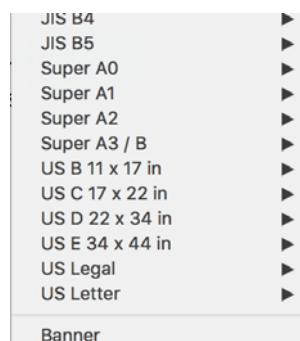 JIS B4
JIS B5
Super A0
Super A1
Super A2
Super A3 / B
US B 11 x 17 in
US C 17 x 22 in
US D 22 x 34 in
US E 34 x 44 in
US Legal
US Letter
Banner